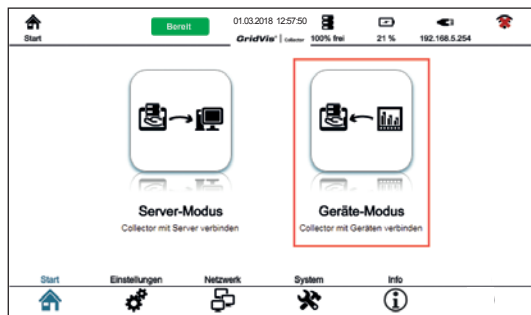 Start
Bereit
01.03.2018 12:57:50
GridVis® | Collector
100% frei
21 %
192.168.5.254
Server-Modus
Collector mit Server verbinden
Geräte-Modus
Collector mit Geräten verbinden
Start
Einstellungen
Netzwerk
System
Info